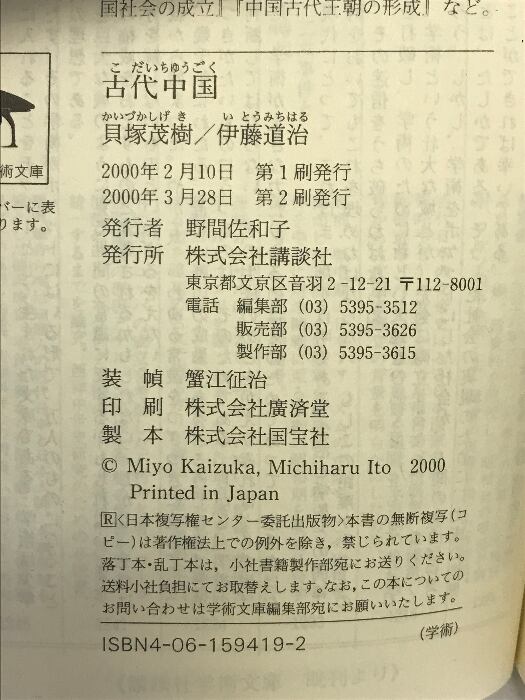 国社会の成立』『中国古代王朝の形成』など。
術文庫
バーに表
ります。
こだいちゅうごく
古代中国
かいづかしげき いとうみちはる
貝塚茂樹／伊藤道治
2000年2月10日 第1刷発行
2000年3月28日 第2刷発行
発行者 野間佐和子
発行所 株式会社講談社
東京都文京区音羽 2-12-21 〒112-8001
電話 編集部 (03) 5395-3512
販売部 (03) 5395-3626
製作部 (03) 5395-3615
装 幀 蟹江征治
印 刷 株式会社廣済堂
製 本 株式会社国宝社
© Miyo Kaizuka, Michiharu Ito 2000
Printed in Japan
R〈日本複写権センター委託出版物〉本書の無断複写(コ
ピー)は著作権法上での例外を除き，禁じられています。
落丁本・乱丁本は，小社書籍製作部宛にお送りください。
送料小社負担にてお取替えします。なお，この本についての
お問い合わせは学術文庫編集部宛にお願いいたします。
ISBN4-06-159419-2
(学術)